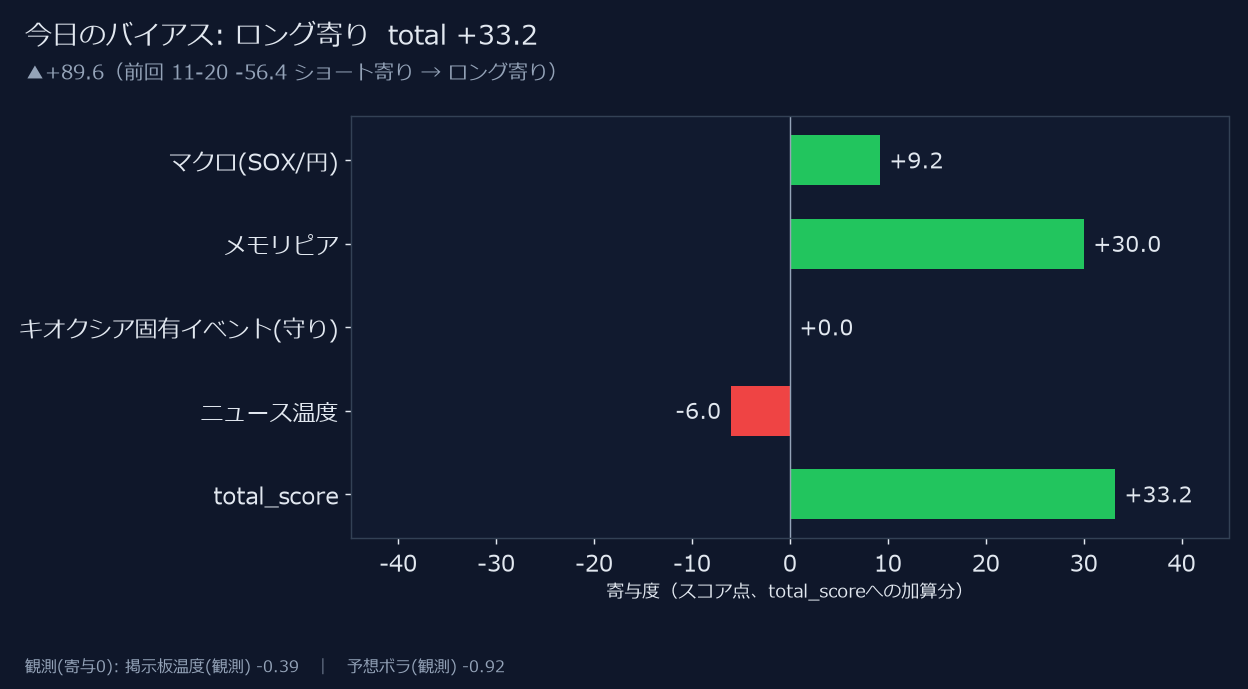 今日のバイアス: ロング寄り  total +33.2
▲+89.6（前回 11-20 -56.4 ショート寄り → ロング寄り）
マクロ(SOX/円)
+9.2
メモリピア
+30.0
キオクシア固有イベント(守り)
+0.0
ニュース温度
-6.0
total_score
+33.2
-40 -30 -20 -10 0 10 20 30 40
寄与度（スコア点、total_scoreへの加算分）
観測(寄与0): 掲示板温度(観測) -0.39 ｜ 予想ボラ(観測) -0.92